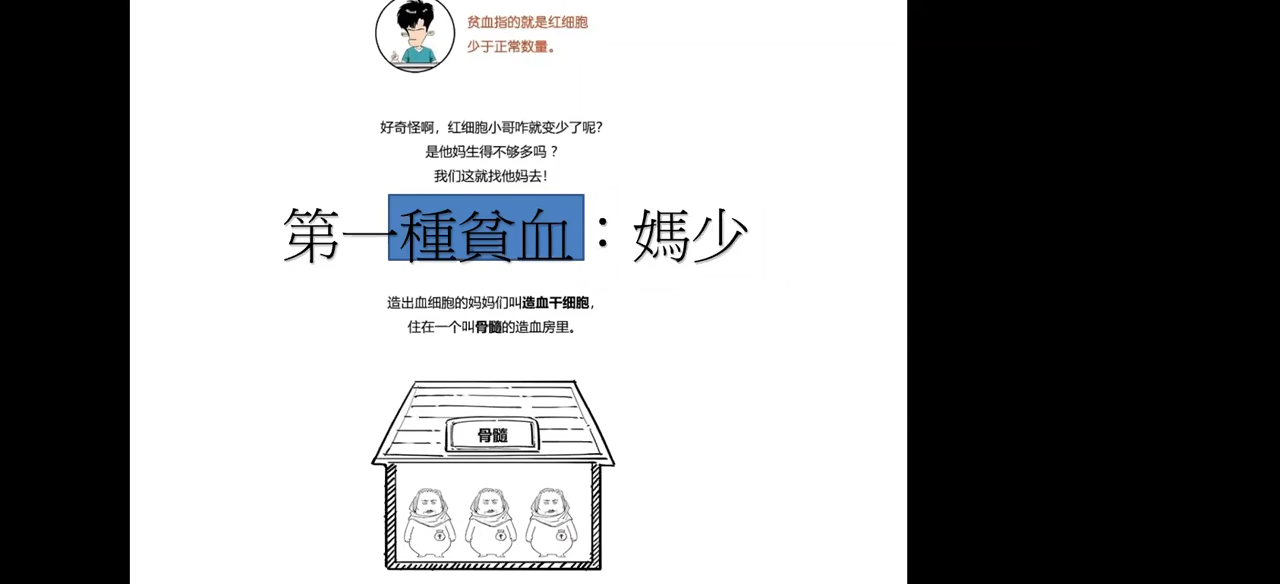 贫血指的就是红细胞
少于正常数量。
好奇怪啊，红细胞小哥咋就变少了呢？
是他妈生得不够多吗？
我们这就找他妈去！
第一種貧血：媽少
造出血细胞的妈妈们叫造血干细胞，
住在一个叫骨髓的造血房里。
骨髓